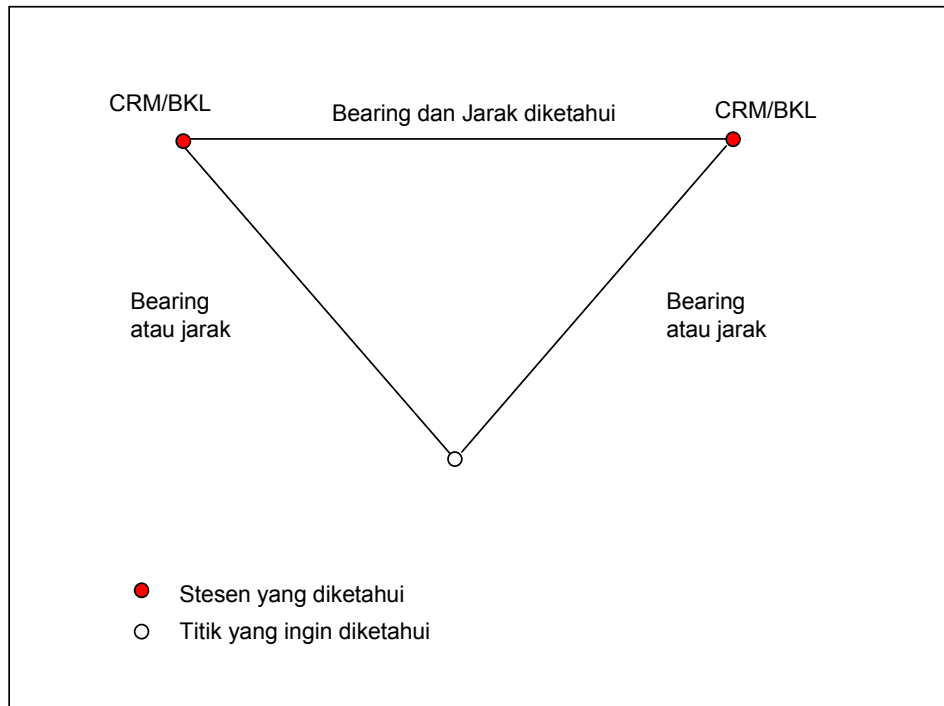 CRM/BKL
Bearing dan Jarak diketahui
CRM/BKL
Bearing
atau jarak
Bearing
atau jarak
Stesen yang diketahui
Titik yang ingin diketahui